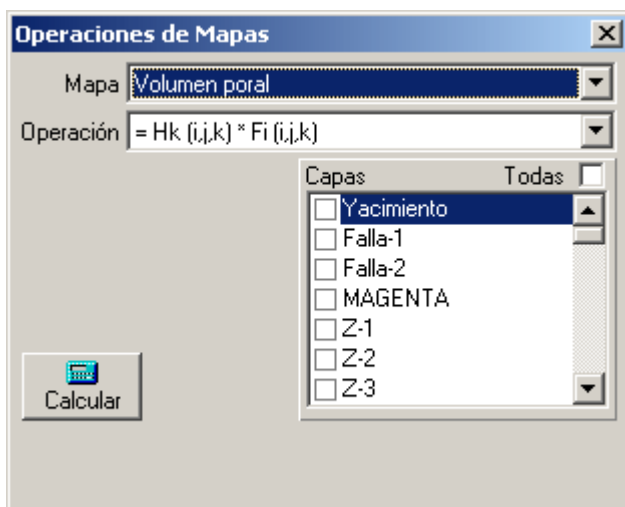 Operaciones de Mapas
Mapa Volumen poral
Operación = Hk (i,j,k) * Fi (i,j,k)
Capas Todas
Yacimiento
Falla-1
Falla-2
MAGENTA
Z-1
Z-2
Z-3
Calcular